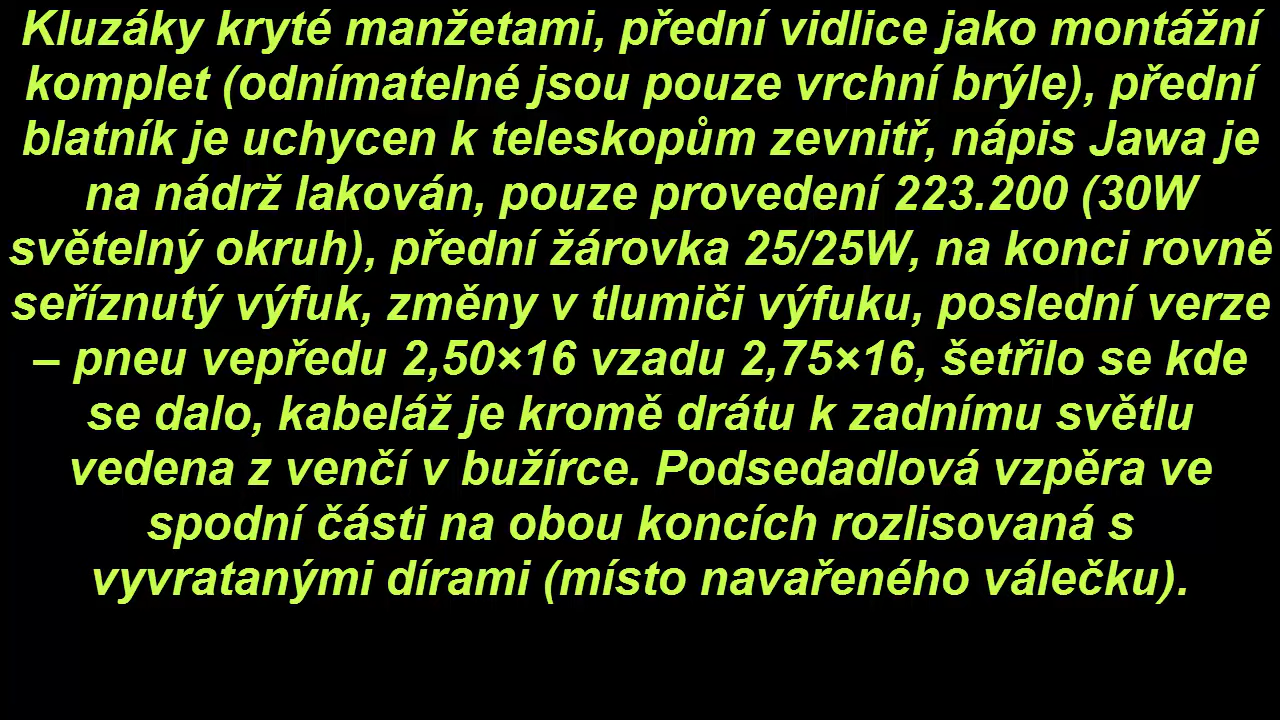 Kluzáky kryté manžetami, přední vidlice jako montážní
komplet (odnímatelné jsou pouze vrchní brýle), přední
blatník je uchycen k teleskopům zevnitř, nápis Jawa je
na nádrž lakován, pouze provedení 223.200 (30W
světelný okruh), přední žárovka 25/25W, na konci rovně
seříznutý výfuk, změny v tlumiči výfuku, poslední verze
– pneu vepředu 2,50×16 vzadu 2,75×16, šetřilo se kde
se dalo, kabeláž je kromě drátu k zadnímu světlu
vedena z venčí v bužírce. Podsedadlová vzpěra ve
spodní části na obou koncích rozlisovaná s
vyvratanými dírami (místo navařeného válečku).